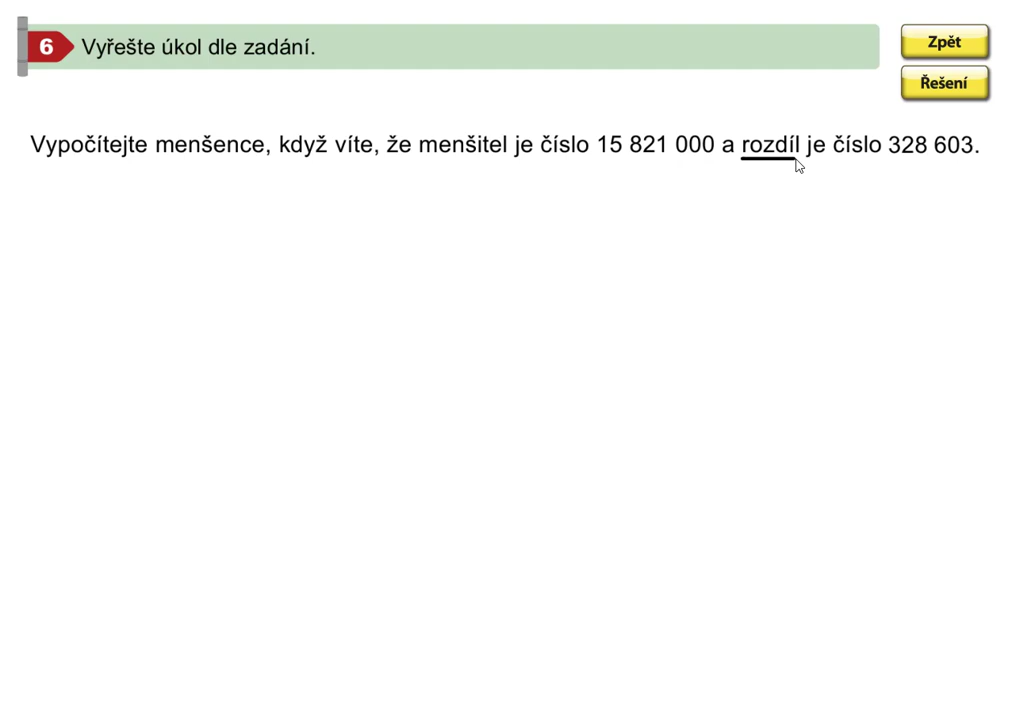 6 Vyřešte úkol dle zadání.
Zpět
Řešení
Vypočítejte menšence, když víte, že menšitel je číslo 15 821 000 a rozdíl je číslo 328 603.